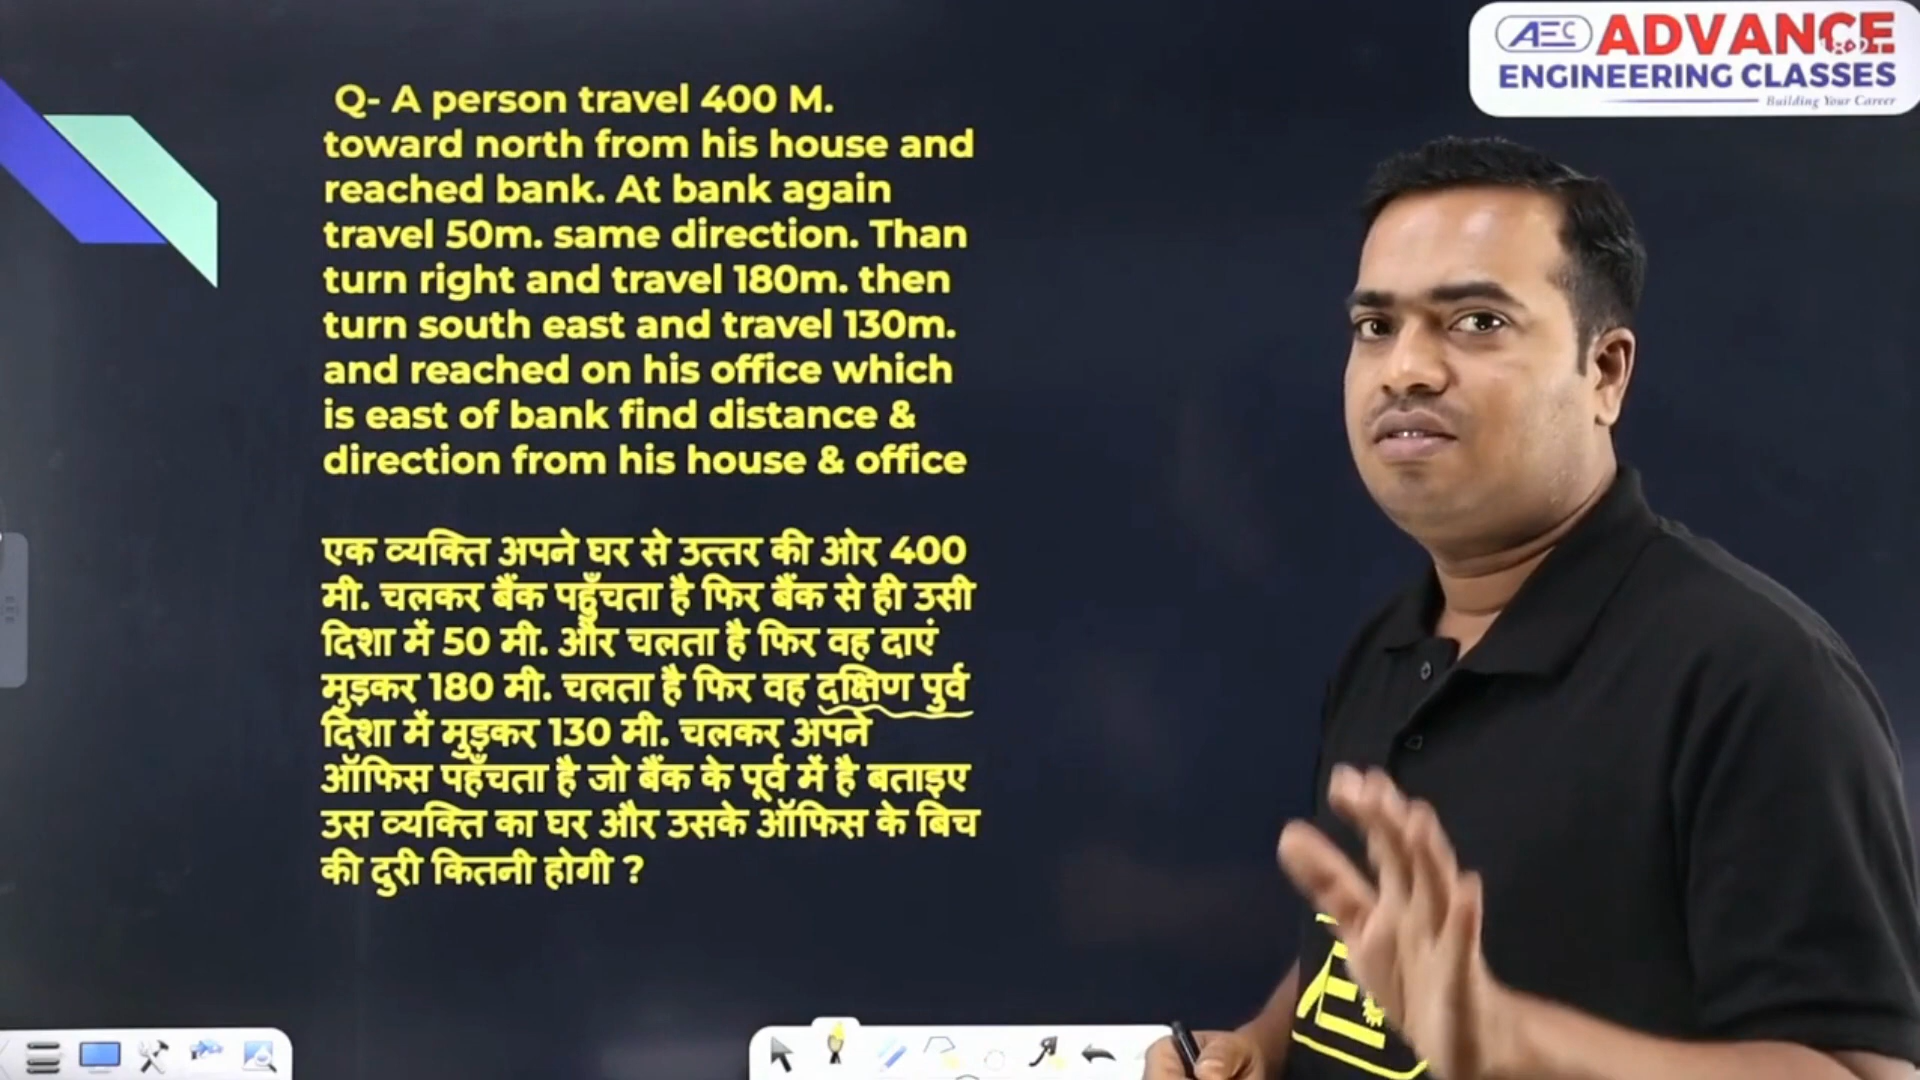 AEC ADVANCE
ENGINEERING CLASSES
Building Your Career
Q- A person travel 400 M.
toward north from his house and
reached bank. At bank again
travel 50m. same direction. Than
turn right and travel 180m. then
turn south east and travel 130m.
and reached on his office which
is east of bank find distance &
direction from his house & office
एक व्यक्ति अपने घर से उत्तर की ओर 400
मी. चलकर बैंक पहुँचता है फिर बैंक से ही उसी
दिशा में 50 मी. और चलता है फिर वह दाएं
मुड़कर 180 मी. चलता है फिर वह दक्षिण पुर्व
दिशा में मुड़कर 130 मी. चलकर अपने
ऑफिस पहुँचता है जो बैंक के पूर्व में है बताइए
उस व्यक्ति का घर और उसके ऑफिस के बिच
की दुरी कितनी होगी ?